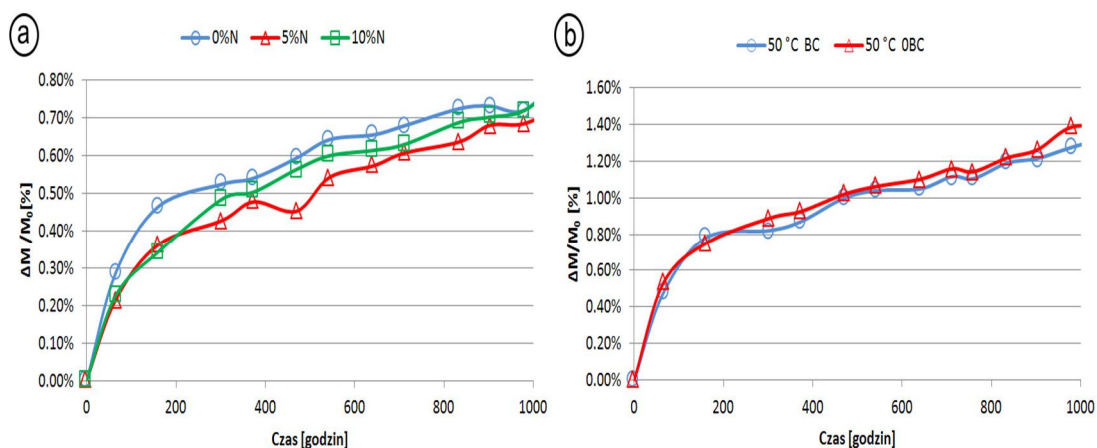 a
0%N 5%N 10%N
0.80%
0.70%
0.60%
0.50%
0.40%
0.30%
0.20%
0.10%
0.00%
ΔM/M₀[%]
0 200 400 600 800 1000
Czas [godzin]
b
50 °C BC 50 °C 0BC
1.60%
1.40%
1.20%
1.00%
0.80%
0.60%
0.40%
0.20%
0.00%
ΔM/M₀ [%]
0 200 400 600 800 1000
Czas [godzin]